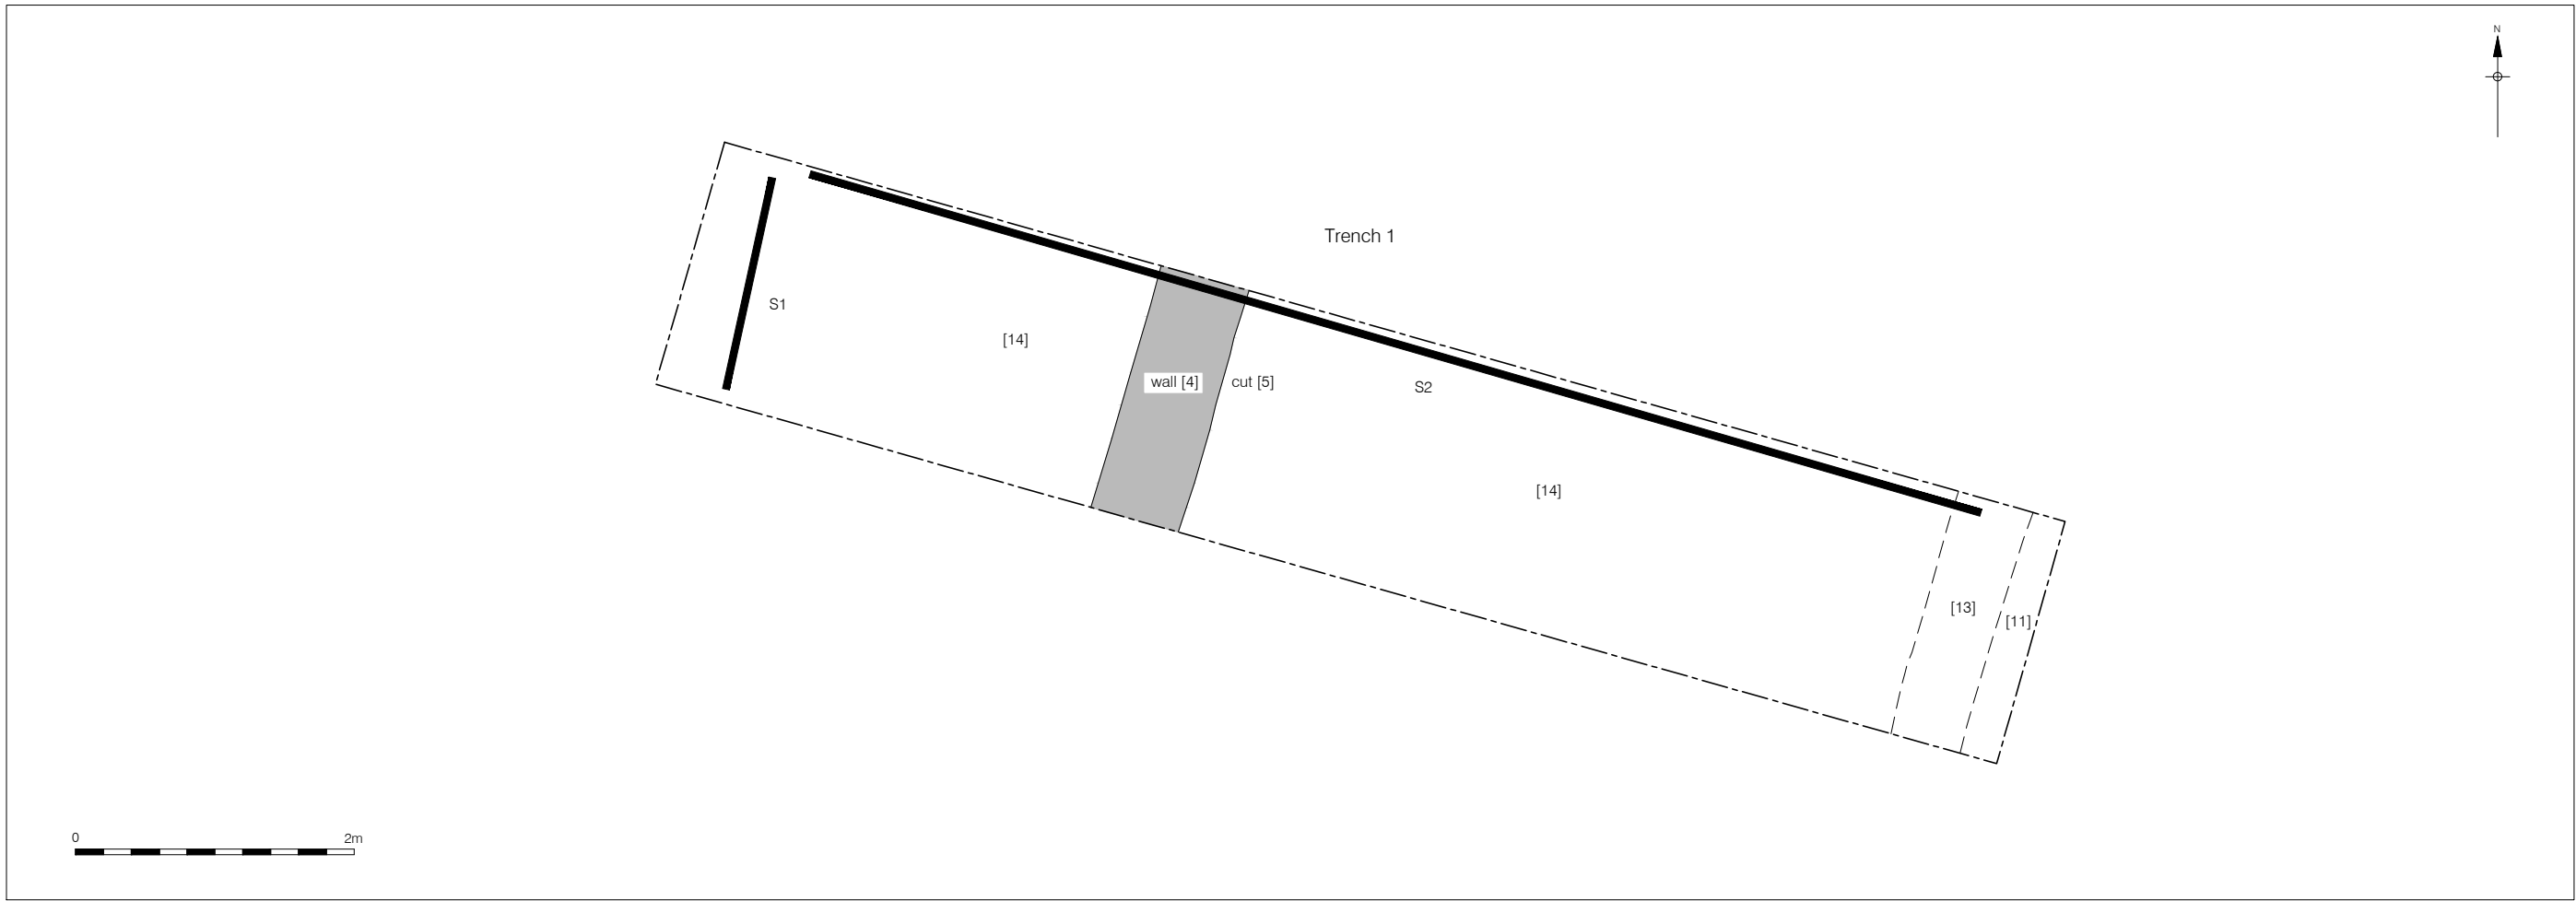 N
Trench 1
S1
[14]
wall [4]
cut [5]
S2
[14]
[13]
[11]
0
2m